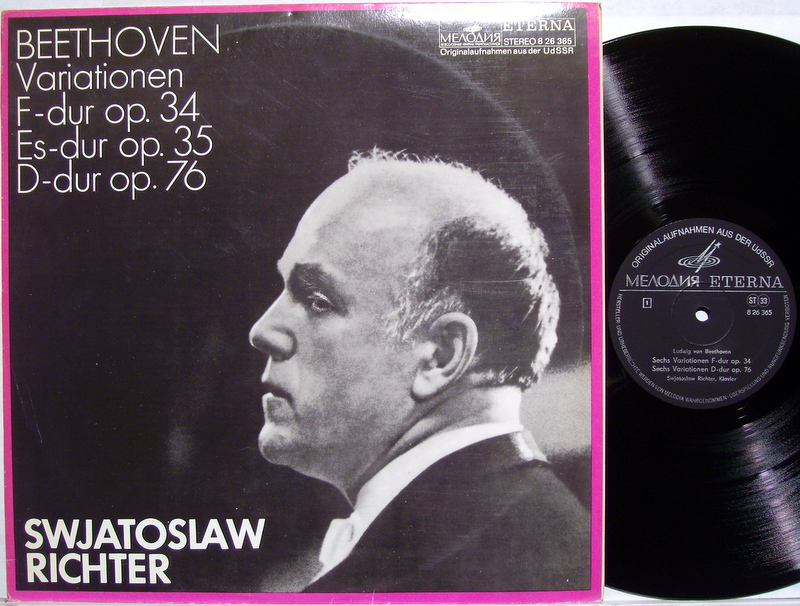 BEETHOVEN
Variationen
F-dur op. 34
Es-dur op. 35
D-dur op. 76
МЕЛОДИЯ ETERNA
STEREO 8 26 365
Originalaufnahmen aus der UdSSR
SWJATOSLAW
RICHTER
ORIGINALAUFNAHMEN AUS DER UdSSR
МЕЛОДИЯ ETERNA
1
ST 33
8 26 365
Ludwig van Beethoven
Sechs Variationen F-dur op. 34
Sechs Variationen D-dur op. 76
Swjatoslaw Richter, Klavier